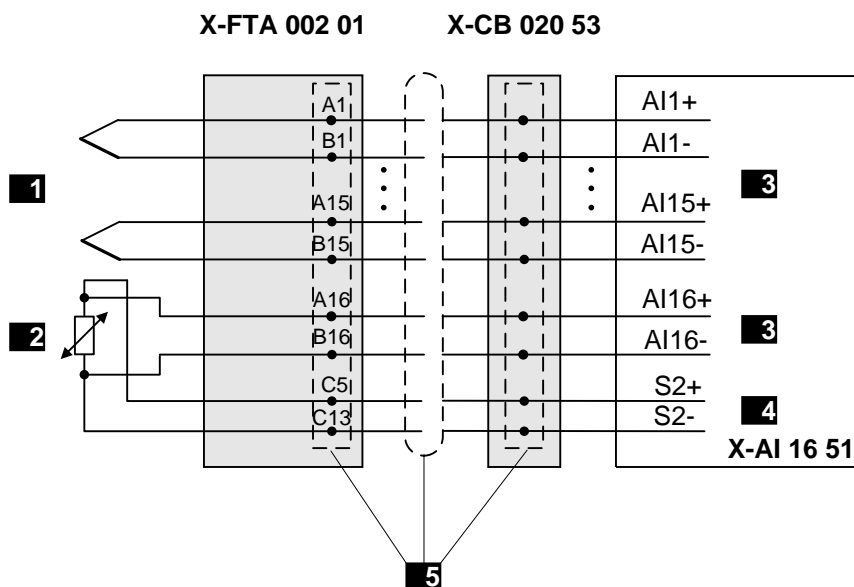 X-FTA 002 01 X-CB 020 53
A1 AI1+
B1 AI1-
1 3
A15 AI15+
B15 AI15-
A16 AI16+
2 3
B16 AI16-
C5 S2+
4
C13 S2-
X-AI 16 51
5